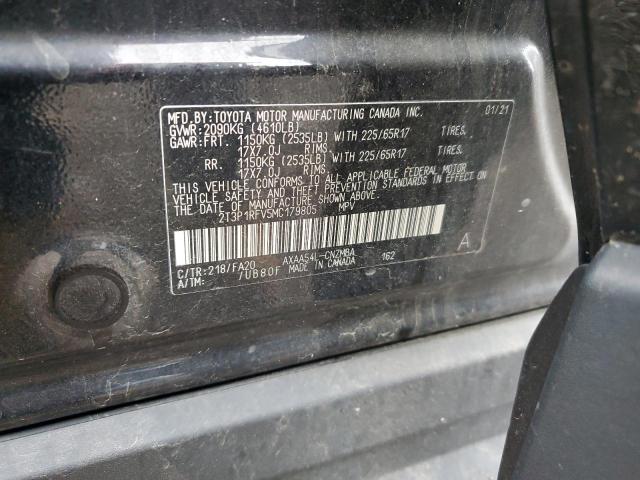 MFD.BY:TOYOTA MOTOR MANUFACTURING CANADA INC. 01/21
GVWR:2090KG (4610LB)
GAWR:FRT. 1150KG (2535LB) WITH 225/65R17 TIRES,
17X7.0J RIMS,
RR. 1150KG (2535LB) WITH 225/65R17 TIRES,
17X7.0J RIMS,
THIS VEHICLE CONFORMS TO ALL APPLICABLE FEDERAL MOTOR
VEHICLE SAFETY AND THEFT PREVENTION STANDARDS IN EFFECT ON
THE DATE OF MANUFACTURE SHOWN ABOVE.
2T3P1RFV5MC179805 MPV
A
C/TR:218/FA20 AXAA54L-CNZMBA 162
A/TM: 70B80F MADE IN CANADA